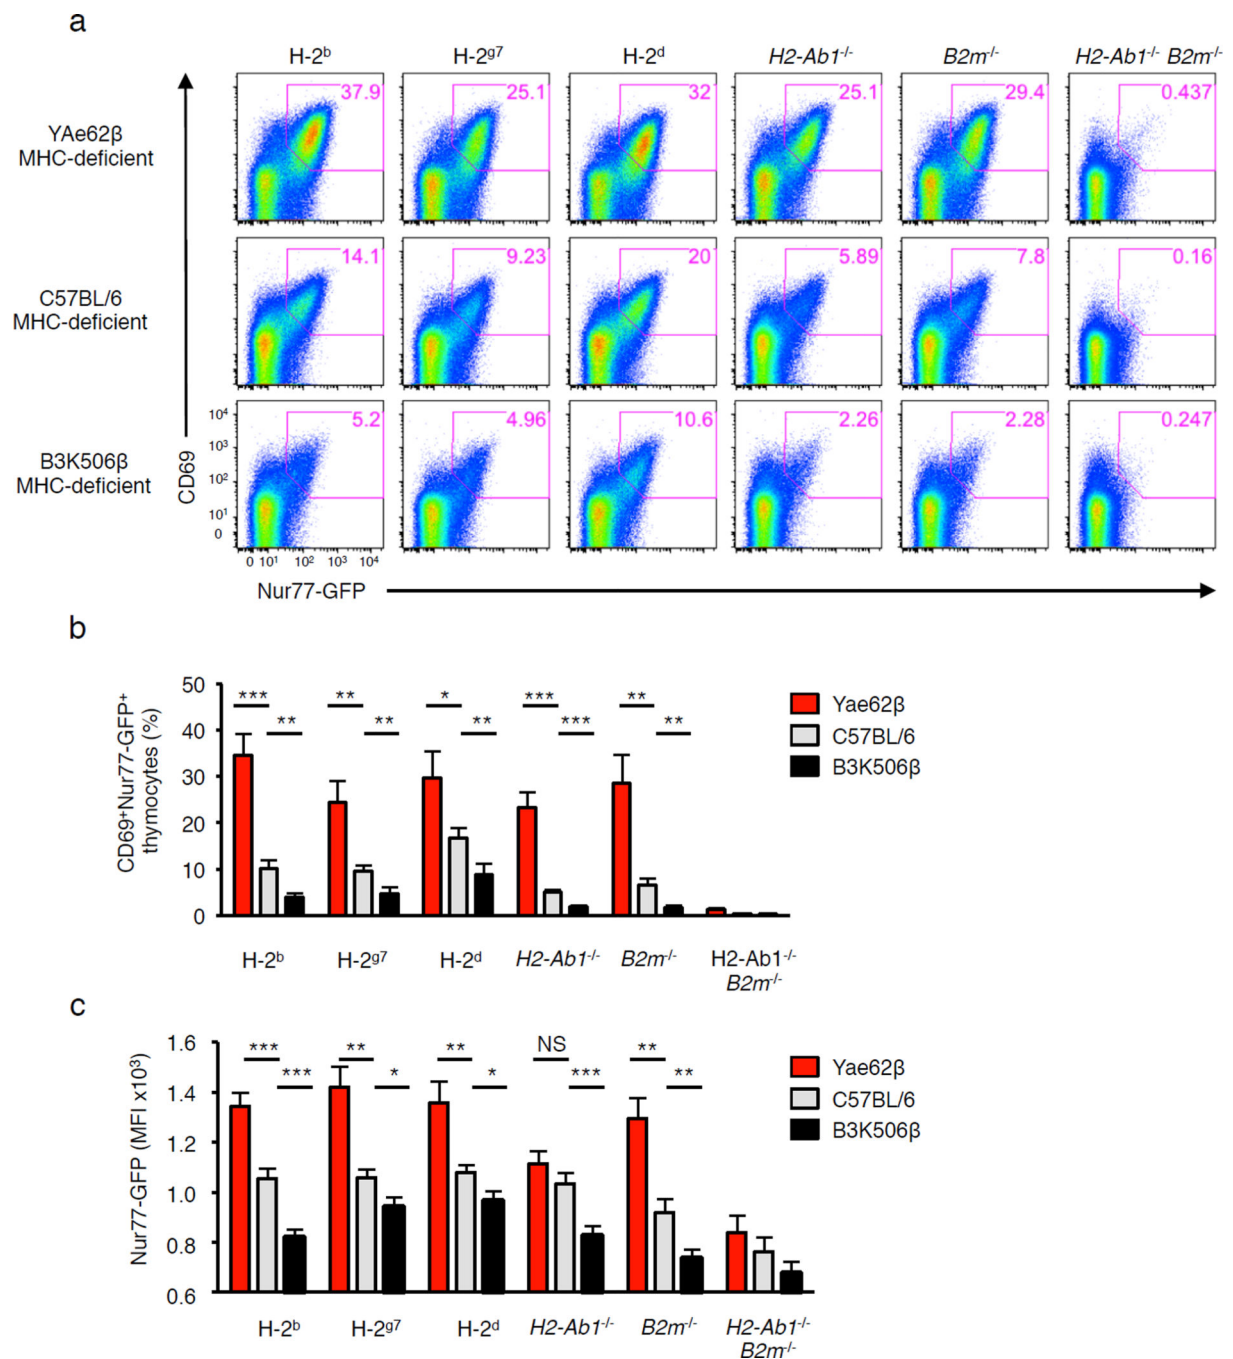 a
H-2ᵇ H-2ᵍ⁷ H-2ᵈ H2-Ab1⁻/⁻ B2m⁻/⁻ H2-Ab1⁻/⁻ B2m⁻/⁻
YAe62β
MHC-deficient
37.9 25.1 32 25.1 29.4 0.437
C57BL/6
MHC-deficient
14.1 9.23 20 5.89 7.8 0.16
B3K506β
MHC-deficient
5.2 4.96 10.6 2.26 2.28 0.247
CD69
10⁴
10³
10²
10¹
0
0 10¹ 10² 10³ 10⁴
Nur77-GFP
b
CD69⁺Nur77-GFP⁺
thymocytes (%)
50
40
30
20
10
0
*** ** * *** **
** ** ** *** **
Yae62β
C57BL/6
B3K506β
H-2ᵇ H-2ᵍ⁷ H-2ᵈ H2-Ab1⁻/⁻ B2m⁻/⁻ H2-Ab1⁻/⁻
B2m⁻/⁻
c
Nur77-GFP (MFI x10³)
1.6
1.4
1.2
1.0
0.8
0.6
*** ** ** NS **
*** * * *** **
Yae62β
C57BL/6
B3K506β
H-2ᵇ H-2ᵍ⁷ H-2ᵈ H2-Ab1⁻/⁻ B2m⁻/⁻ H2-Ab1⁻/⁻
B2m⁻/⁻